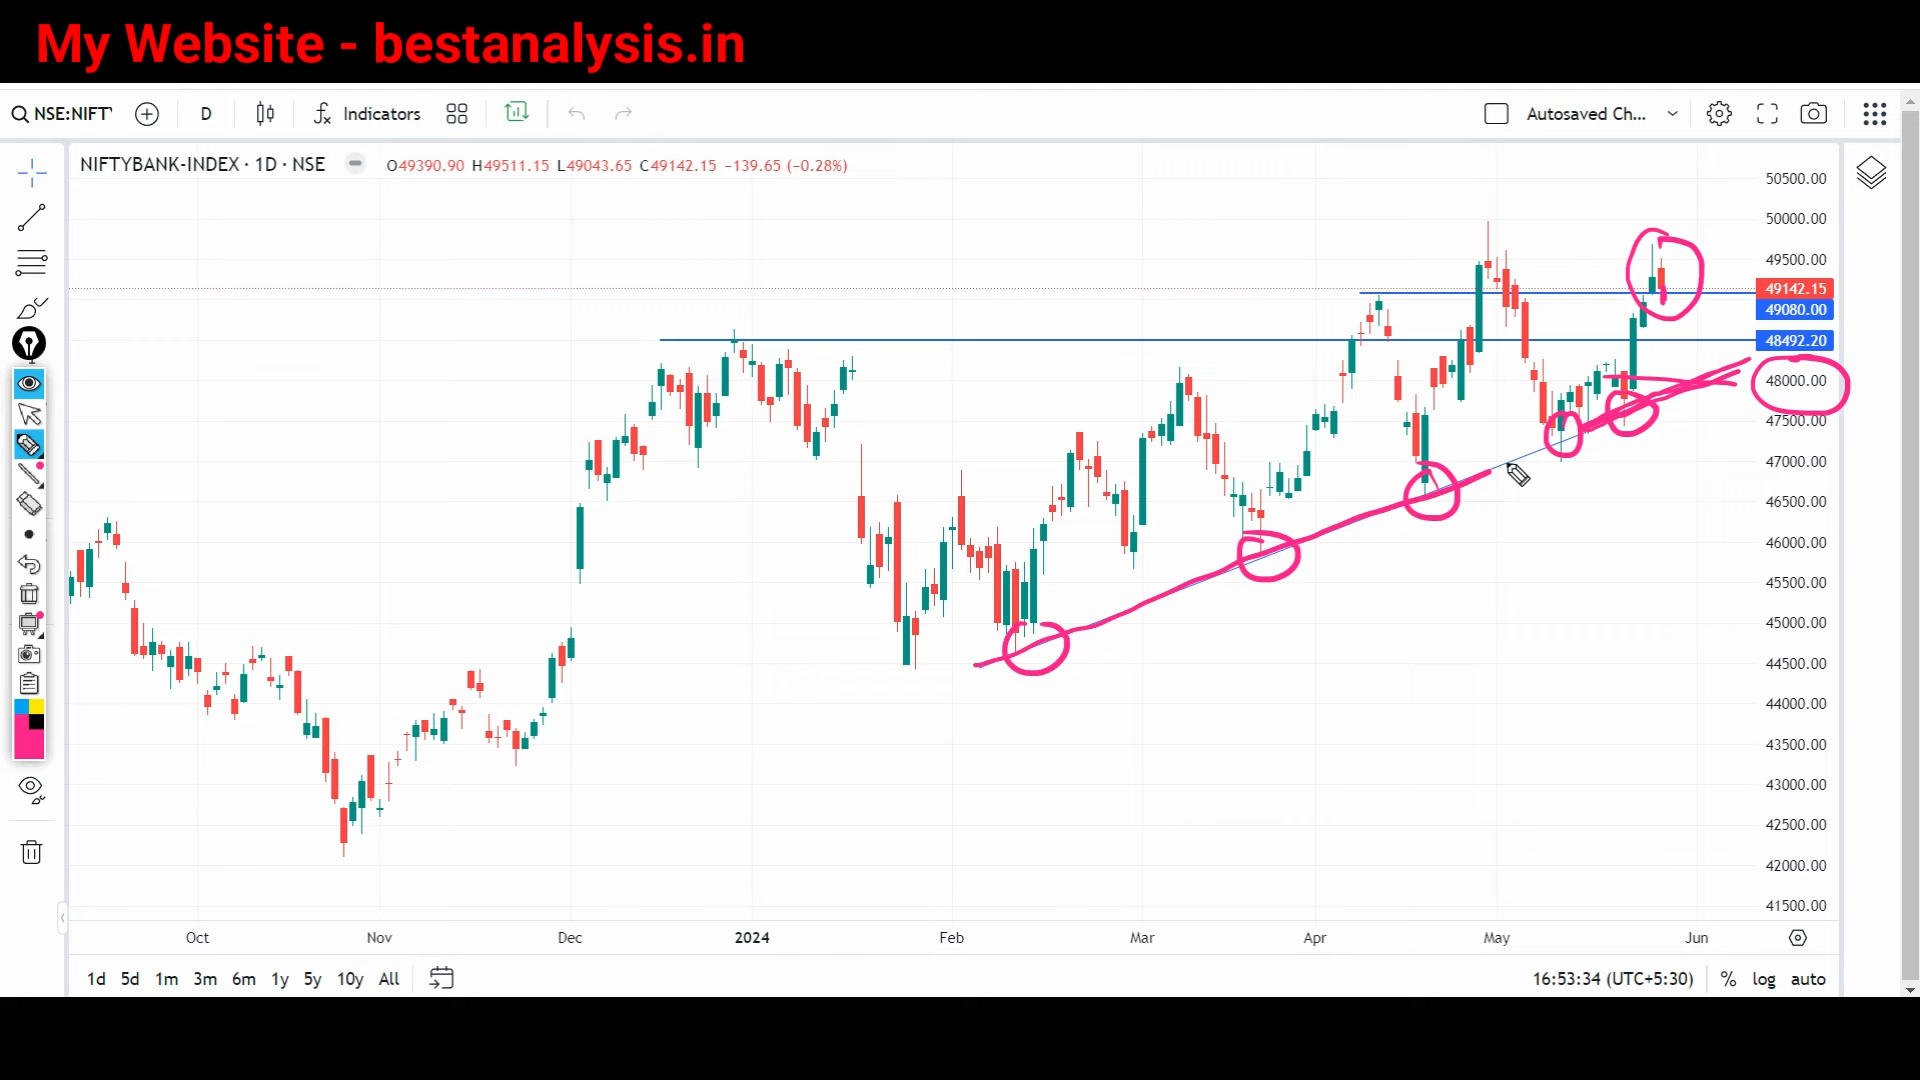 My Website - bestanalysis.in
NSE:NIFT
D
Indicators
Autosaved Ch...
NIFTYBANK-INDEX · 1D · NSE
O49390.90 H49511.15 L49043.65 C49142.15 −139.65 (−0.28%)
50500.00
50000.00
49500.00
49142.15
49080.00
48492.20
48000.00
47500.00
47000.00
46500.00
46000.00
45500.00
45000.00
44500.00
44000.00
43500.00
43000.00
42500.00
42000.00
41500.00
Oct Nov Dec 2024 Feb Mar Apr May Jun
1d 5d 1m 3m 6m 1y 5y 10y All
16:53:34 (UTC+5:30) % log auto